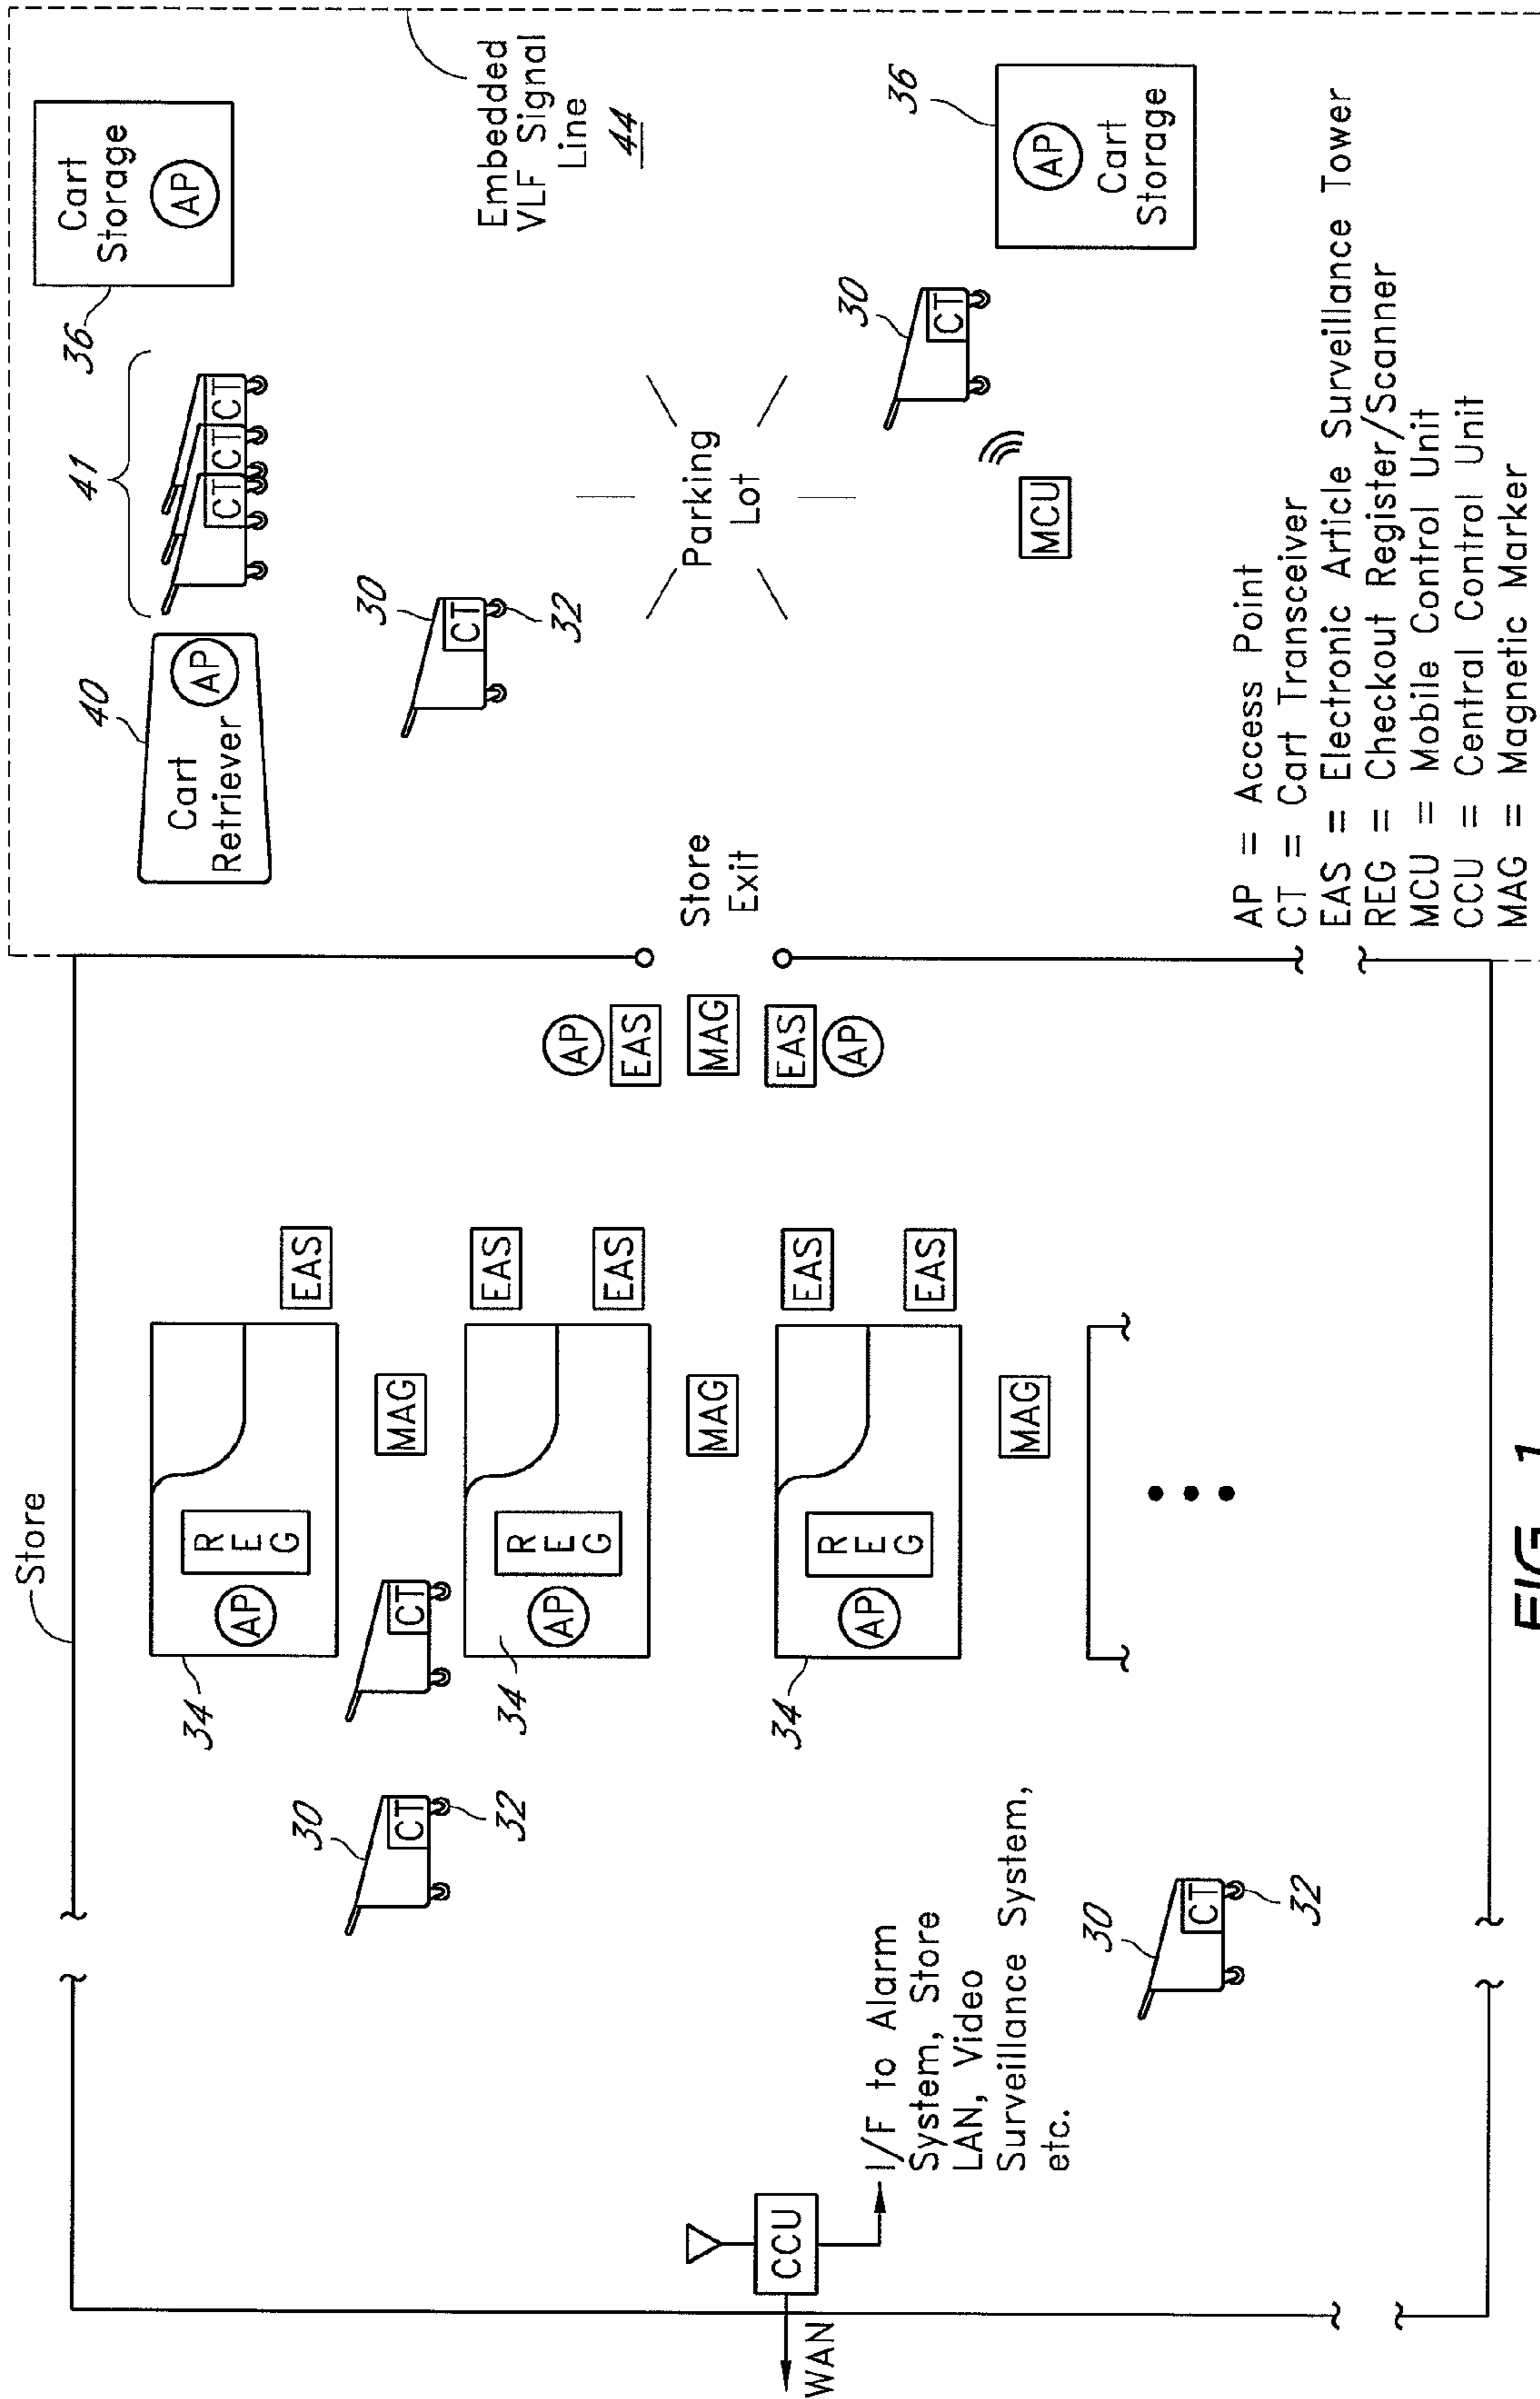 Store
WAN
CCU
I/F to Alarm
System, Store
LAN, Video
Surveillance System,
etc.
30
CT
32
30
CT
32
CT
34
AP
REG
34
AP
REG
34
AP
REG
MAG
MAG
MAG
EAS
EAS
EAS
EAS
EAS
AP
EAS
MAG
EAS
AP
Store
Exit
40
Cart
Retriever
AP
41
CT
CT
CT
36
Cart
Storage
AP
30
CT
32
Parking
Lot
MCU
30
CT
36
AP
Cart
Storage
Embedded
VLF Signal
Line
44
AP = Access Point
CT = Cart Transceiver
EAS = Electronic Article Surveillance Tower
REG = Checkout Register/Scanner
MCU = Mobile Control Unit
CCU = Central Control Unit
MAG = Magnetic Marker
FIG. 1